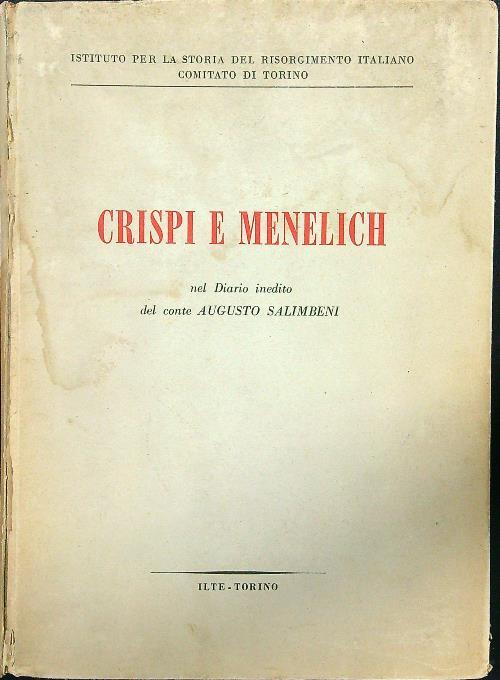 ISTITUTO PER LA STORIA DEL RISORGIMENTO ITALIANO
COMITATO DI TORINO
CRISPI E MENELICH
nel Diario inedito
del conte AUGUSTO SALIMBENI
ILTE - TORINO